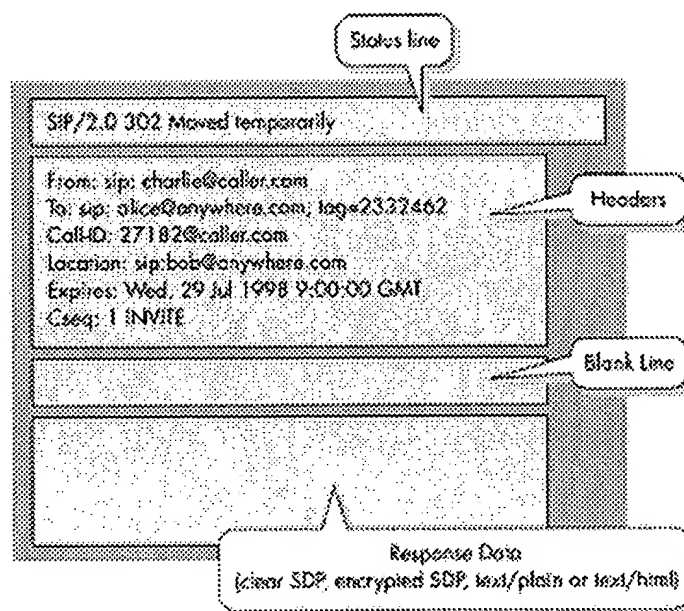 Status line
SIP/2.0 302 Moved temporarily
From: sip: charlie@caller.com
To: sip: alice@anywhere.com; tag=2332462
Call-ID: 27182@caller.com
Location: sip:bob@anywhere.com
Expires: Wed, 29 Jul 1998 9:00:00 GMT
Cseq: 1 INVITE
Headers
Blank Line
Response Data
(clear SDP, encrypted SDP, text/plain or text/html)